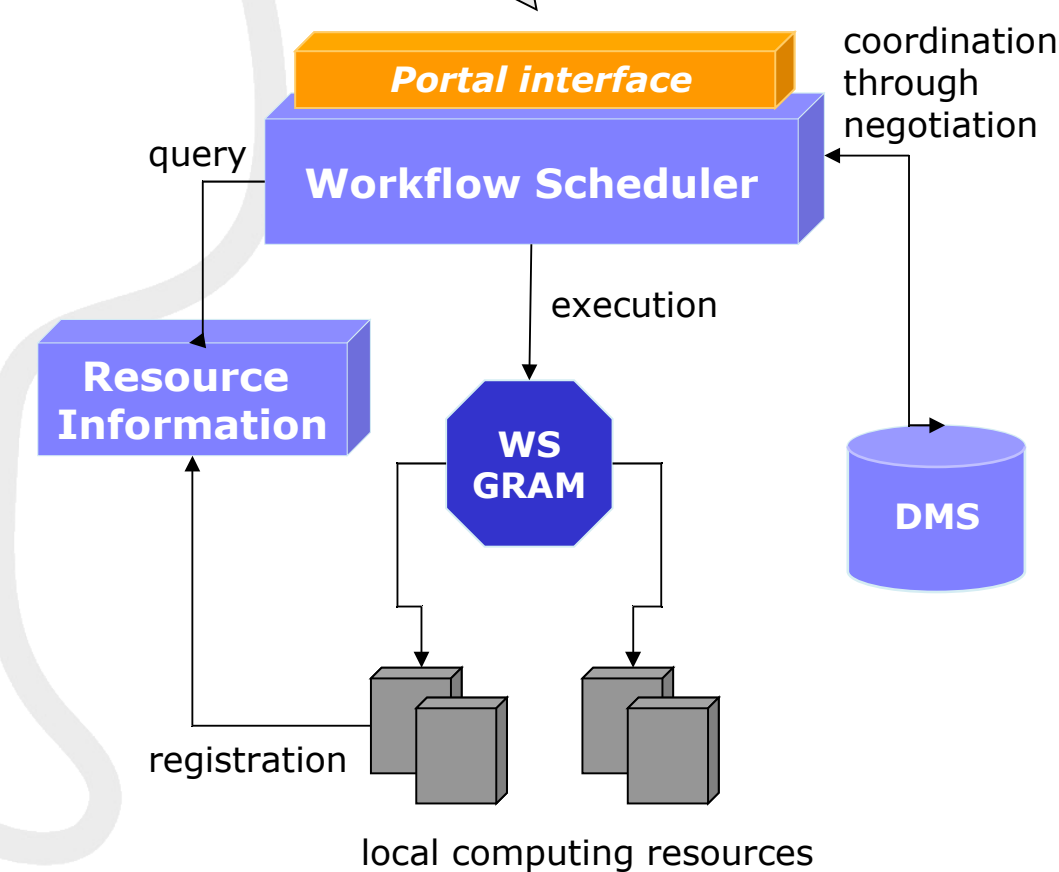 coordination
through
negotiation
Portal interface
query
Workflow Scheduler
execution
Resource
Information
WS
GRAM
DMS
registration
local computing resources